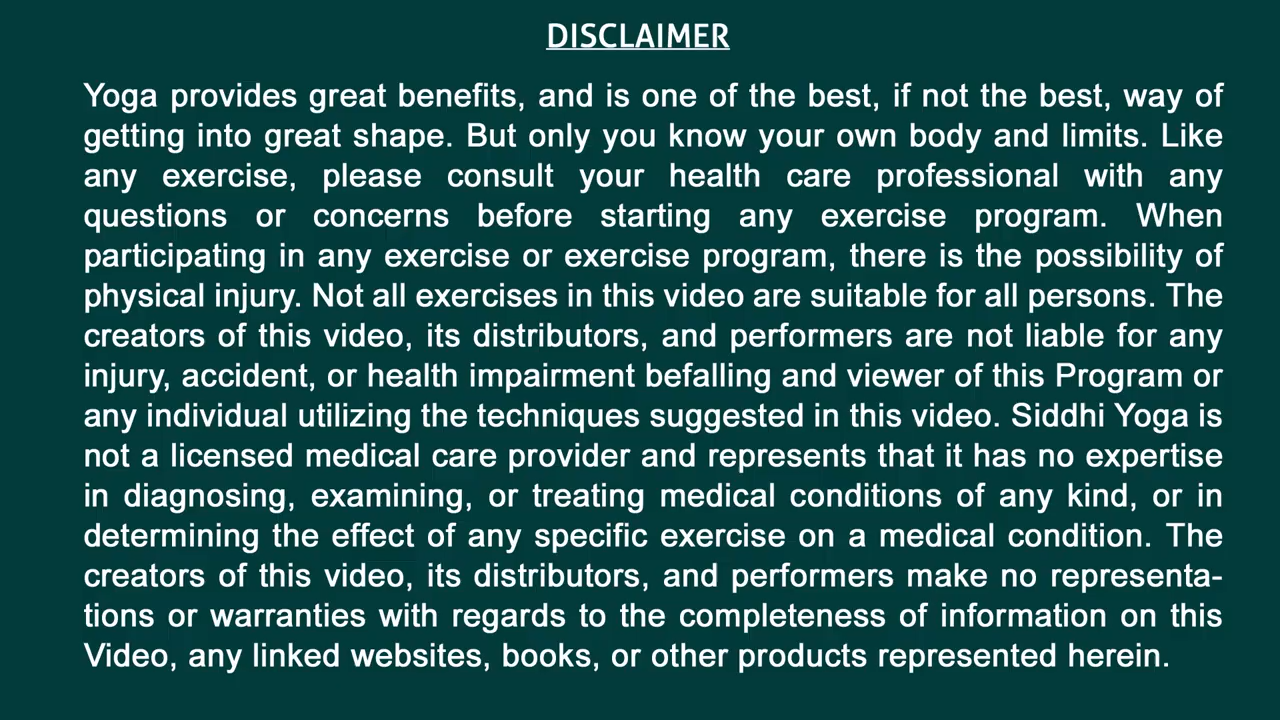 DISCLAIMER
Yoga provides great benefits, and is one of the best, if not the best, way of
getting into great shape. But only you know your own body and limits. Like
any exercise, please consult your health care professional with any
questions or concerns before starting any exercise program. When
participating in any exercise or exercise program, there is the possibility of
physical injury. Not all exercises in this video are suitable for all persons. The
creators of this video, its distributors, and performers are not liable for any
injury, accident, or health impairment befalling and viewer of this Program or
any individual utilizing the techniques suggested in this video. Siddhi Yoga is
not a licensed medical care provider and represents that it has no expertise
in diagnosing, examining, or treating medical conditions of any kind, or in
determining the effect of any specific exercise on a medical condition. The
creators of this video, its distributors, and performers make no representa-
tions or warranties with regards to the completeness of information on this
Video, any linked websites, books, or other products represented herein.